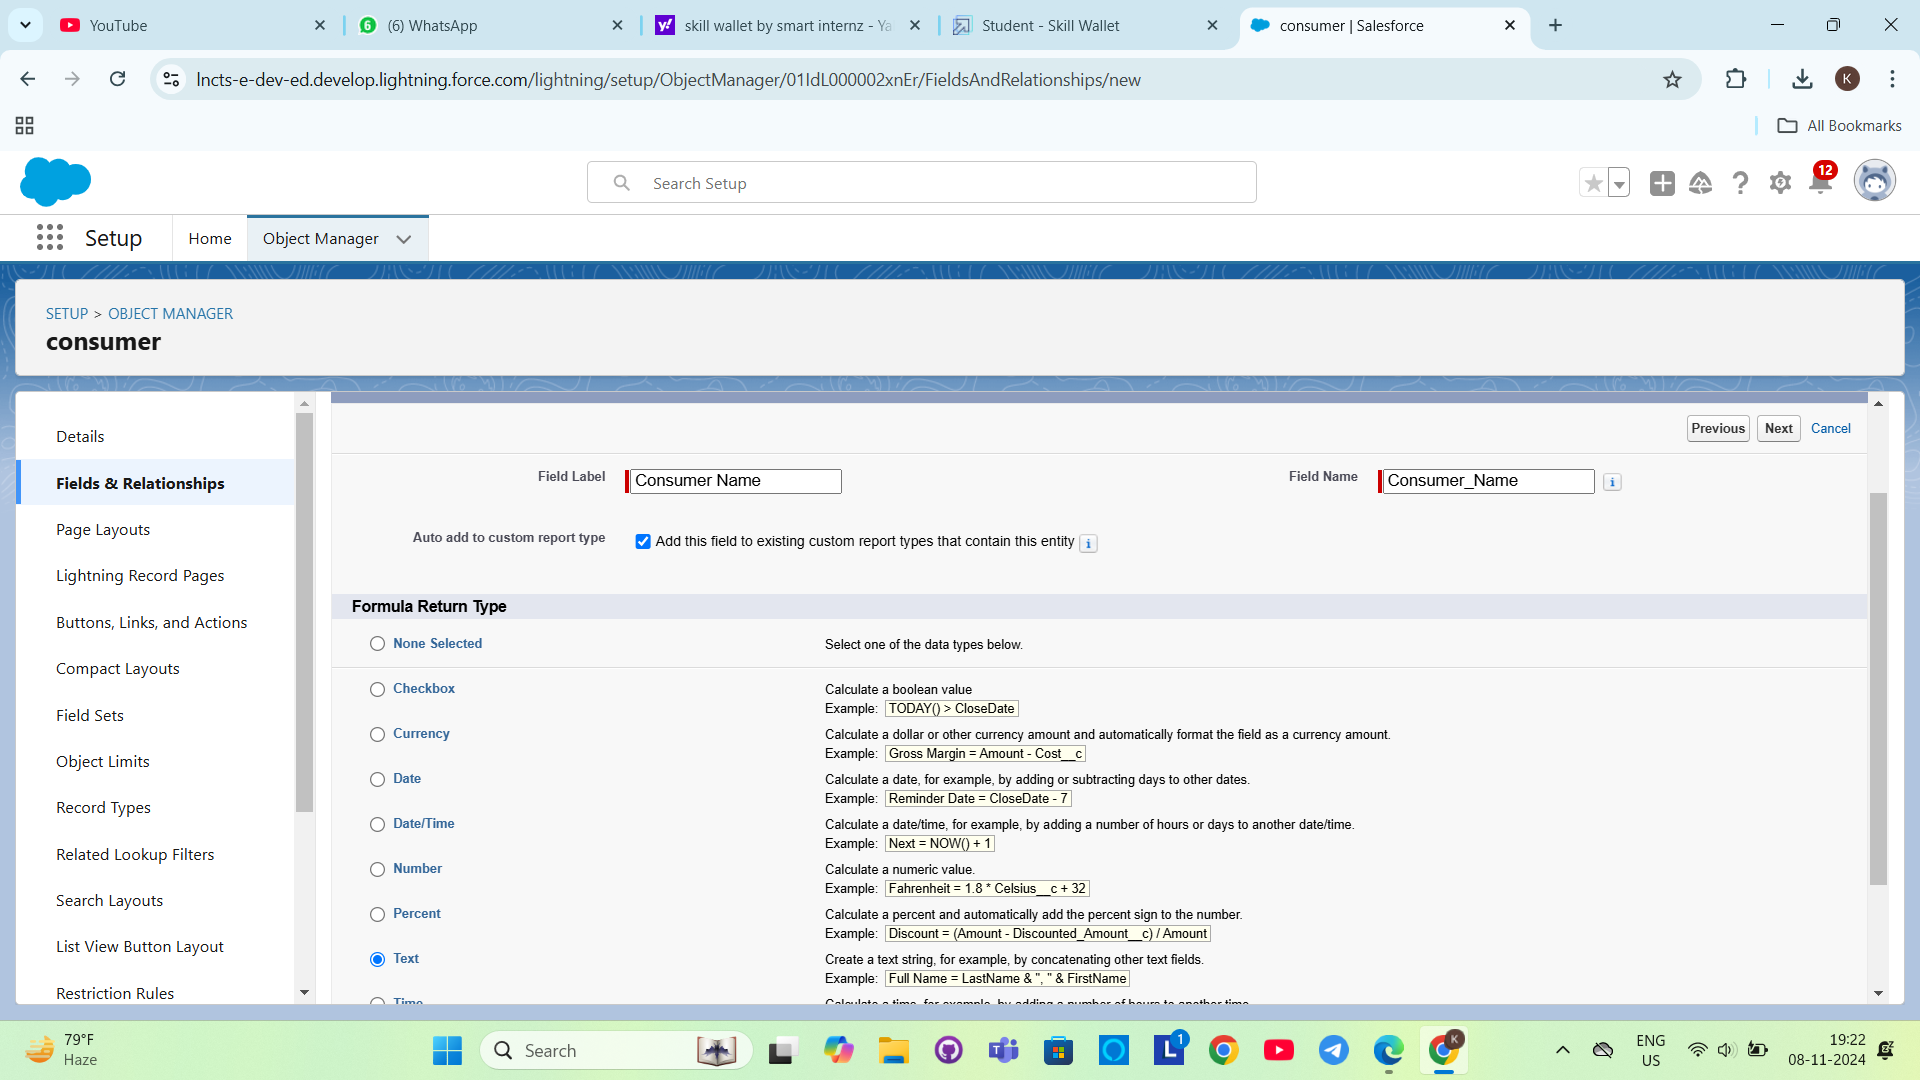 YouTube
6
(6) WhatsApp
y!
skill wallet by smart internz - Ya
Student - Skill Wallet
consumer | Salesforce
lncts-e-dev-ed.develop.lightning.force.com/lightning/setup/ObjectManager/01IdL000002xnEr/FieldsAndRelationships/new
K
All Bookmarks
Search Setup
12
Setup
Home
Object Manager
SETUP > OBJECT MANAGER
consumer
Details
Fields & Relationships
Page Layouts
Lightning Record Pages
Buttons, Links, and Actions
Compact Layouts
Field Sets
Object Limits
Record Types
Related Lookup Filters
Search Layouts
List View Button Layout
Restriction Rules
Previous
Next
Cancel
Field Label
Consumer Name
Field Name
Consumer_Name
i
Auto add to custom report type
Add this field to existing custom report types that contain this entity
i
Formula Return Type
None Selected
Select one of the data types below.
Checkbox
Calculate a boolean value
Example: TODAY() > CloseDate
Currency
Calculate a dollar or other currency amount and automatically format the field as a currency amount.
Example: Gross Margin = Amount - Cost__c
Date
Calculate a date, for example, by adding or subtracting days to other dates.
Example: Reminder Date = CloseDate - 7
Date/Time
Calculate a date/time, for example, by adding a number of hours or days to another date/time.
Example: Next = NOW() + 1
Number
Calculate a numeric value.
Example: Fahrenheit = 1.8 * Celsius__c + 32
Percent
Calculate a percent and automatically add the percent sign to the number.
Example: Discount = (Amount - Discounted_Amount__c) / Amount
Text
Create a text string, for example, by concatenating other text fields.
Example: Full Name = LastName & ", " & FirstName
Time
Calculate a time, for example, by adding a number of hours to another time.
79°F
Haze
Search
L
1
K
ENG
US
19:22
08-11-2024